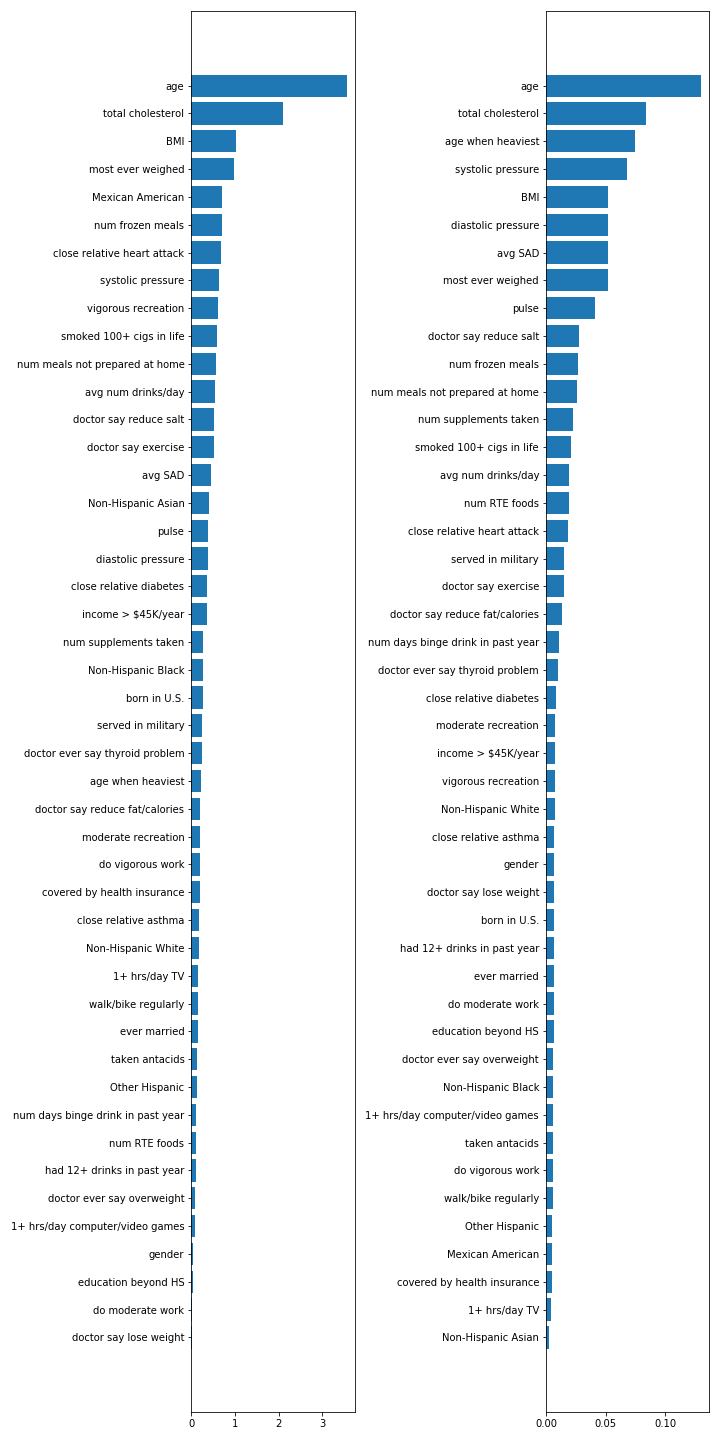 age
total cholesterol
BMI
most ever weighed
Mexican American
num frozen meals
close relative heart attack
systolic pressure
vigorous recreation
smoked 100+ cigs in life
num meals not prepared at home
avg num drinks/day
doctor say reduce salt
doctor say exercise
avg SAD
Non-Hispanic Asian
pulse
diastolic pressure
close relative diabetes
income > $45K/year
num supplements taken
Non-Hispanic Black
born in U.S.
served in military
doctor ever say thyroid problem
age when heaviest
doctor say reduce fat/calories
moderate recreation
do vigorous work
covered by health insurance
close relative asthma
Non-Hispanic White
1+ hrs/day TV
walk/bike regularly
ever married
taken antacids
Other Hispanic
num days binge drink in past year
num RTE foods
had 12+ drinks in past year
doctor ever say overweight
1+ hrs/day computer/video games
gender
education beyond HS
do moderate work
doctor say lose weight
0 1 2 3
age
total cholesterol
age when heaviest
systolic pressure
BMI
diastolic pressure
avg SAD
most ever weighed
pulse
doctor say reduce salt
num frozen meals
num meals not prepared at home
num supplements taken
smoked 100+ cigs in life
avg num drinks/day
num RTE foods
close relative heart attack
served in military
doctor say exercise
doctor say reduce fat/calories
num days binge drink in past year
doctor ever say thyroid problem
close relative diabetes
moderate recreation
income > $45K/year
vigorous recreation
Non-Hispanic White
close relative asthma
gender
doctor say lose weight
born in U.S.
had 12+ drinks in past year
ever married
do moderate work
education beyond HS
doctor ever say overweight
Non-Hispanic Black
1+ hrs/day computer/video games
taken antacids
do vigorous work
walk/bike regularly
Other Hispanic
Mexican American
covered by health insurance
1+ hrs/day TV
Non-Hispanic Asian
0.00 0.05 0.10